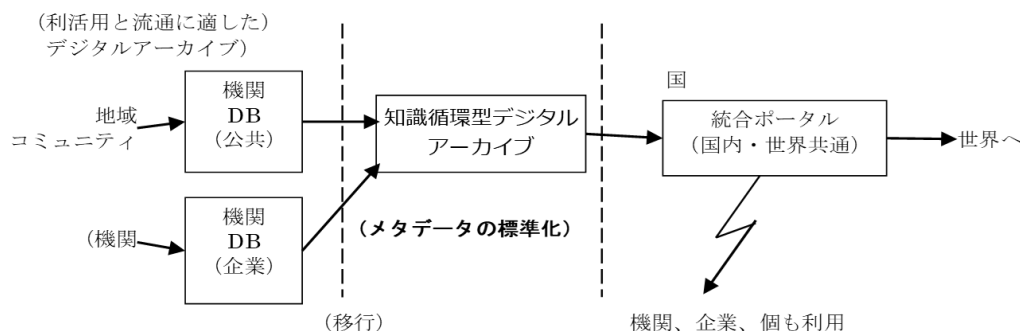 （利活用と流通に適した）
デジタルアーカイブ）
地域
コミュニティ
機関
DB
（公共）
知識循環型デジタル
アーカイブ
国
統合ポータル
（国内・世界共通）
世界へ
（機関
機関
DB
（企業）
（メタデータの標準化）
（移行）
機関、企業、個も利用